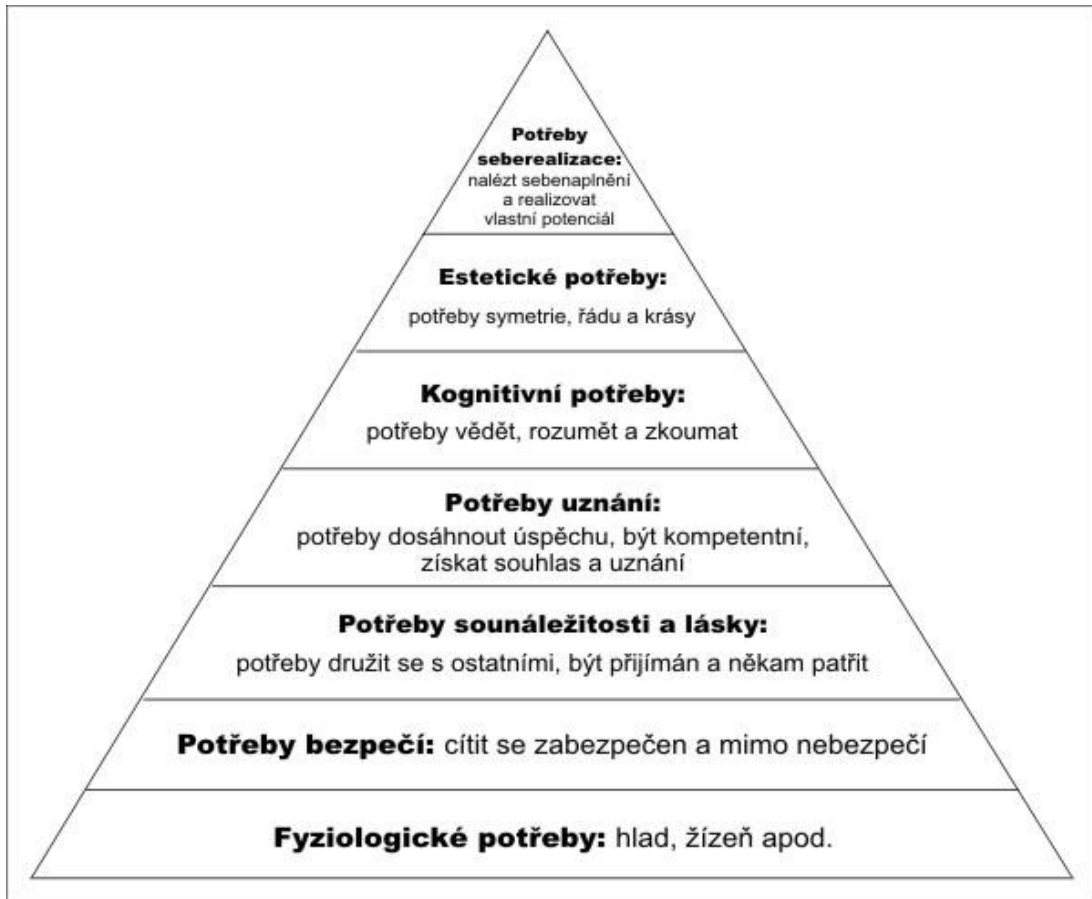 Potřeby
seberealizace:
nalézt sebenaplnění
a realizovat
vlastní potenciál
Estetické potřeby:
potřeby symetrie, řádu a krásy
Kognitivní potřeby:
potřeby vědět, rozumět a zkoumat
Potřeby uznání:
potřeby dosáhnout úspěchu, být kompetentní,
získat souhlas a uznání
Potřeby sounáležitosti a lásky:
potřeby družit se s ostatními, být přijímán a někam patřit
Potřeby bezpečí: cítit se zabezpečen a mimo nebezpečí
Fyziologické potřeby: hlad, žízeň apod.